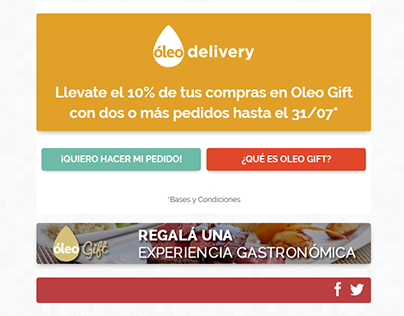 óleo delivery
Llevate el 10% de tus compras en Oleo Gift
con dos o más pedidos hasta el 31/07*
¡QUIERO HACER MI PEDIDO!
¿QUÉ ES OLEO GIFT?
*Bases y Condiciones
óleo Gift
REGALÁ UNA
EXPERIENCIA GASTRONÓMICA